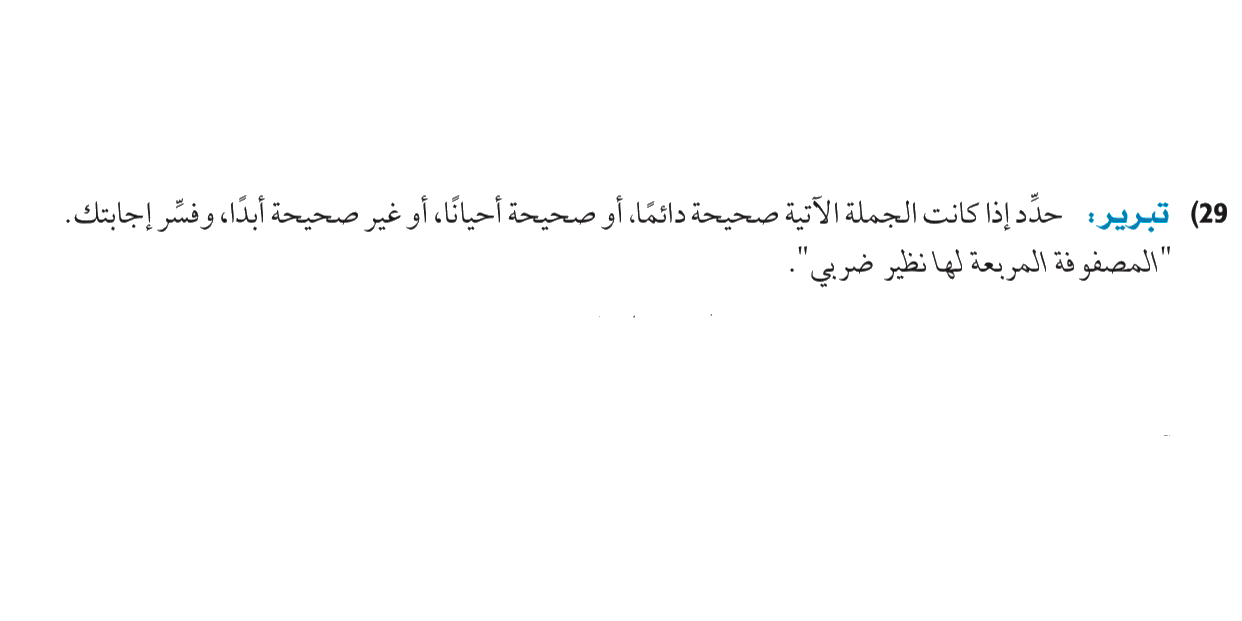 29) تبرير: حدِّد إذا كانت الجملة الآتية صحيحة دائمًا، أو صحيحة أحيانًا، أو غير صحيحة أبدًا، وفسِّر إجابتك.
"المصفوفة المربعة لها نظير ضربي".